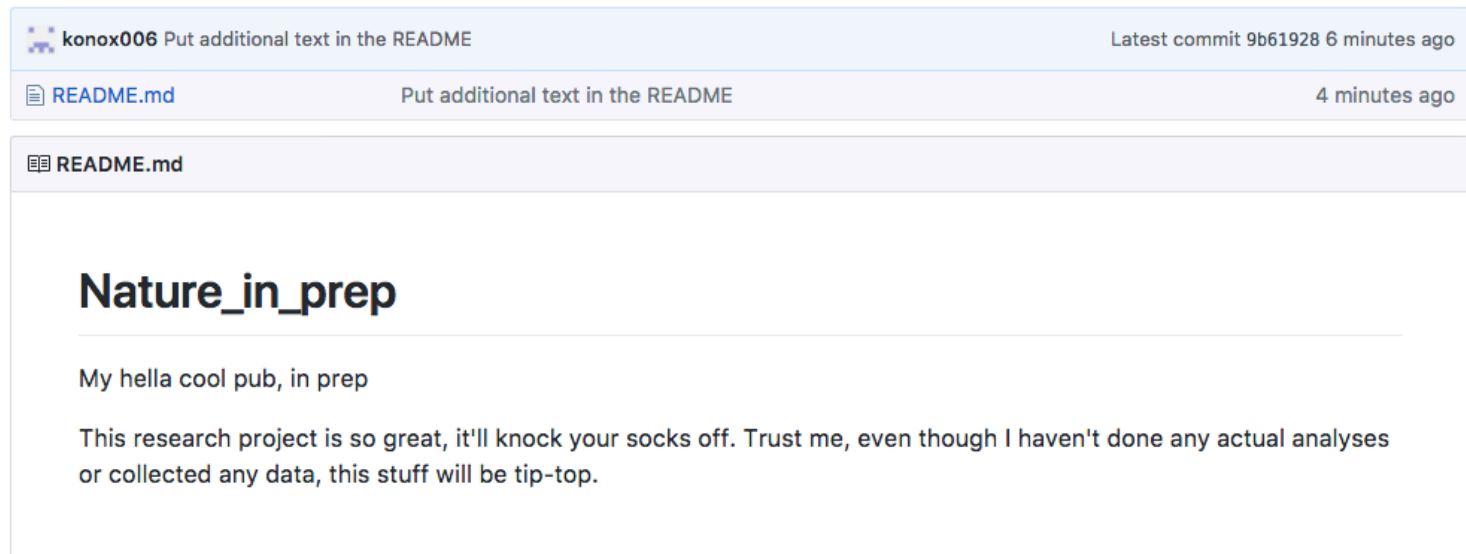 konox006 Put additional text in the README Latest commit 9b61928 6 minutes ago
README.md Put additional text in the README 4 minutes ago
README.md
Nature_in_prep
My hella cool pub, in prep
This research project is so great, it'll knock your socks off. Trust me, even though I haven't done any actual analyses
or collected any data, this stuff will be tip-top.